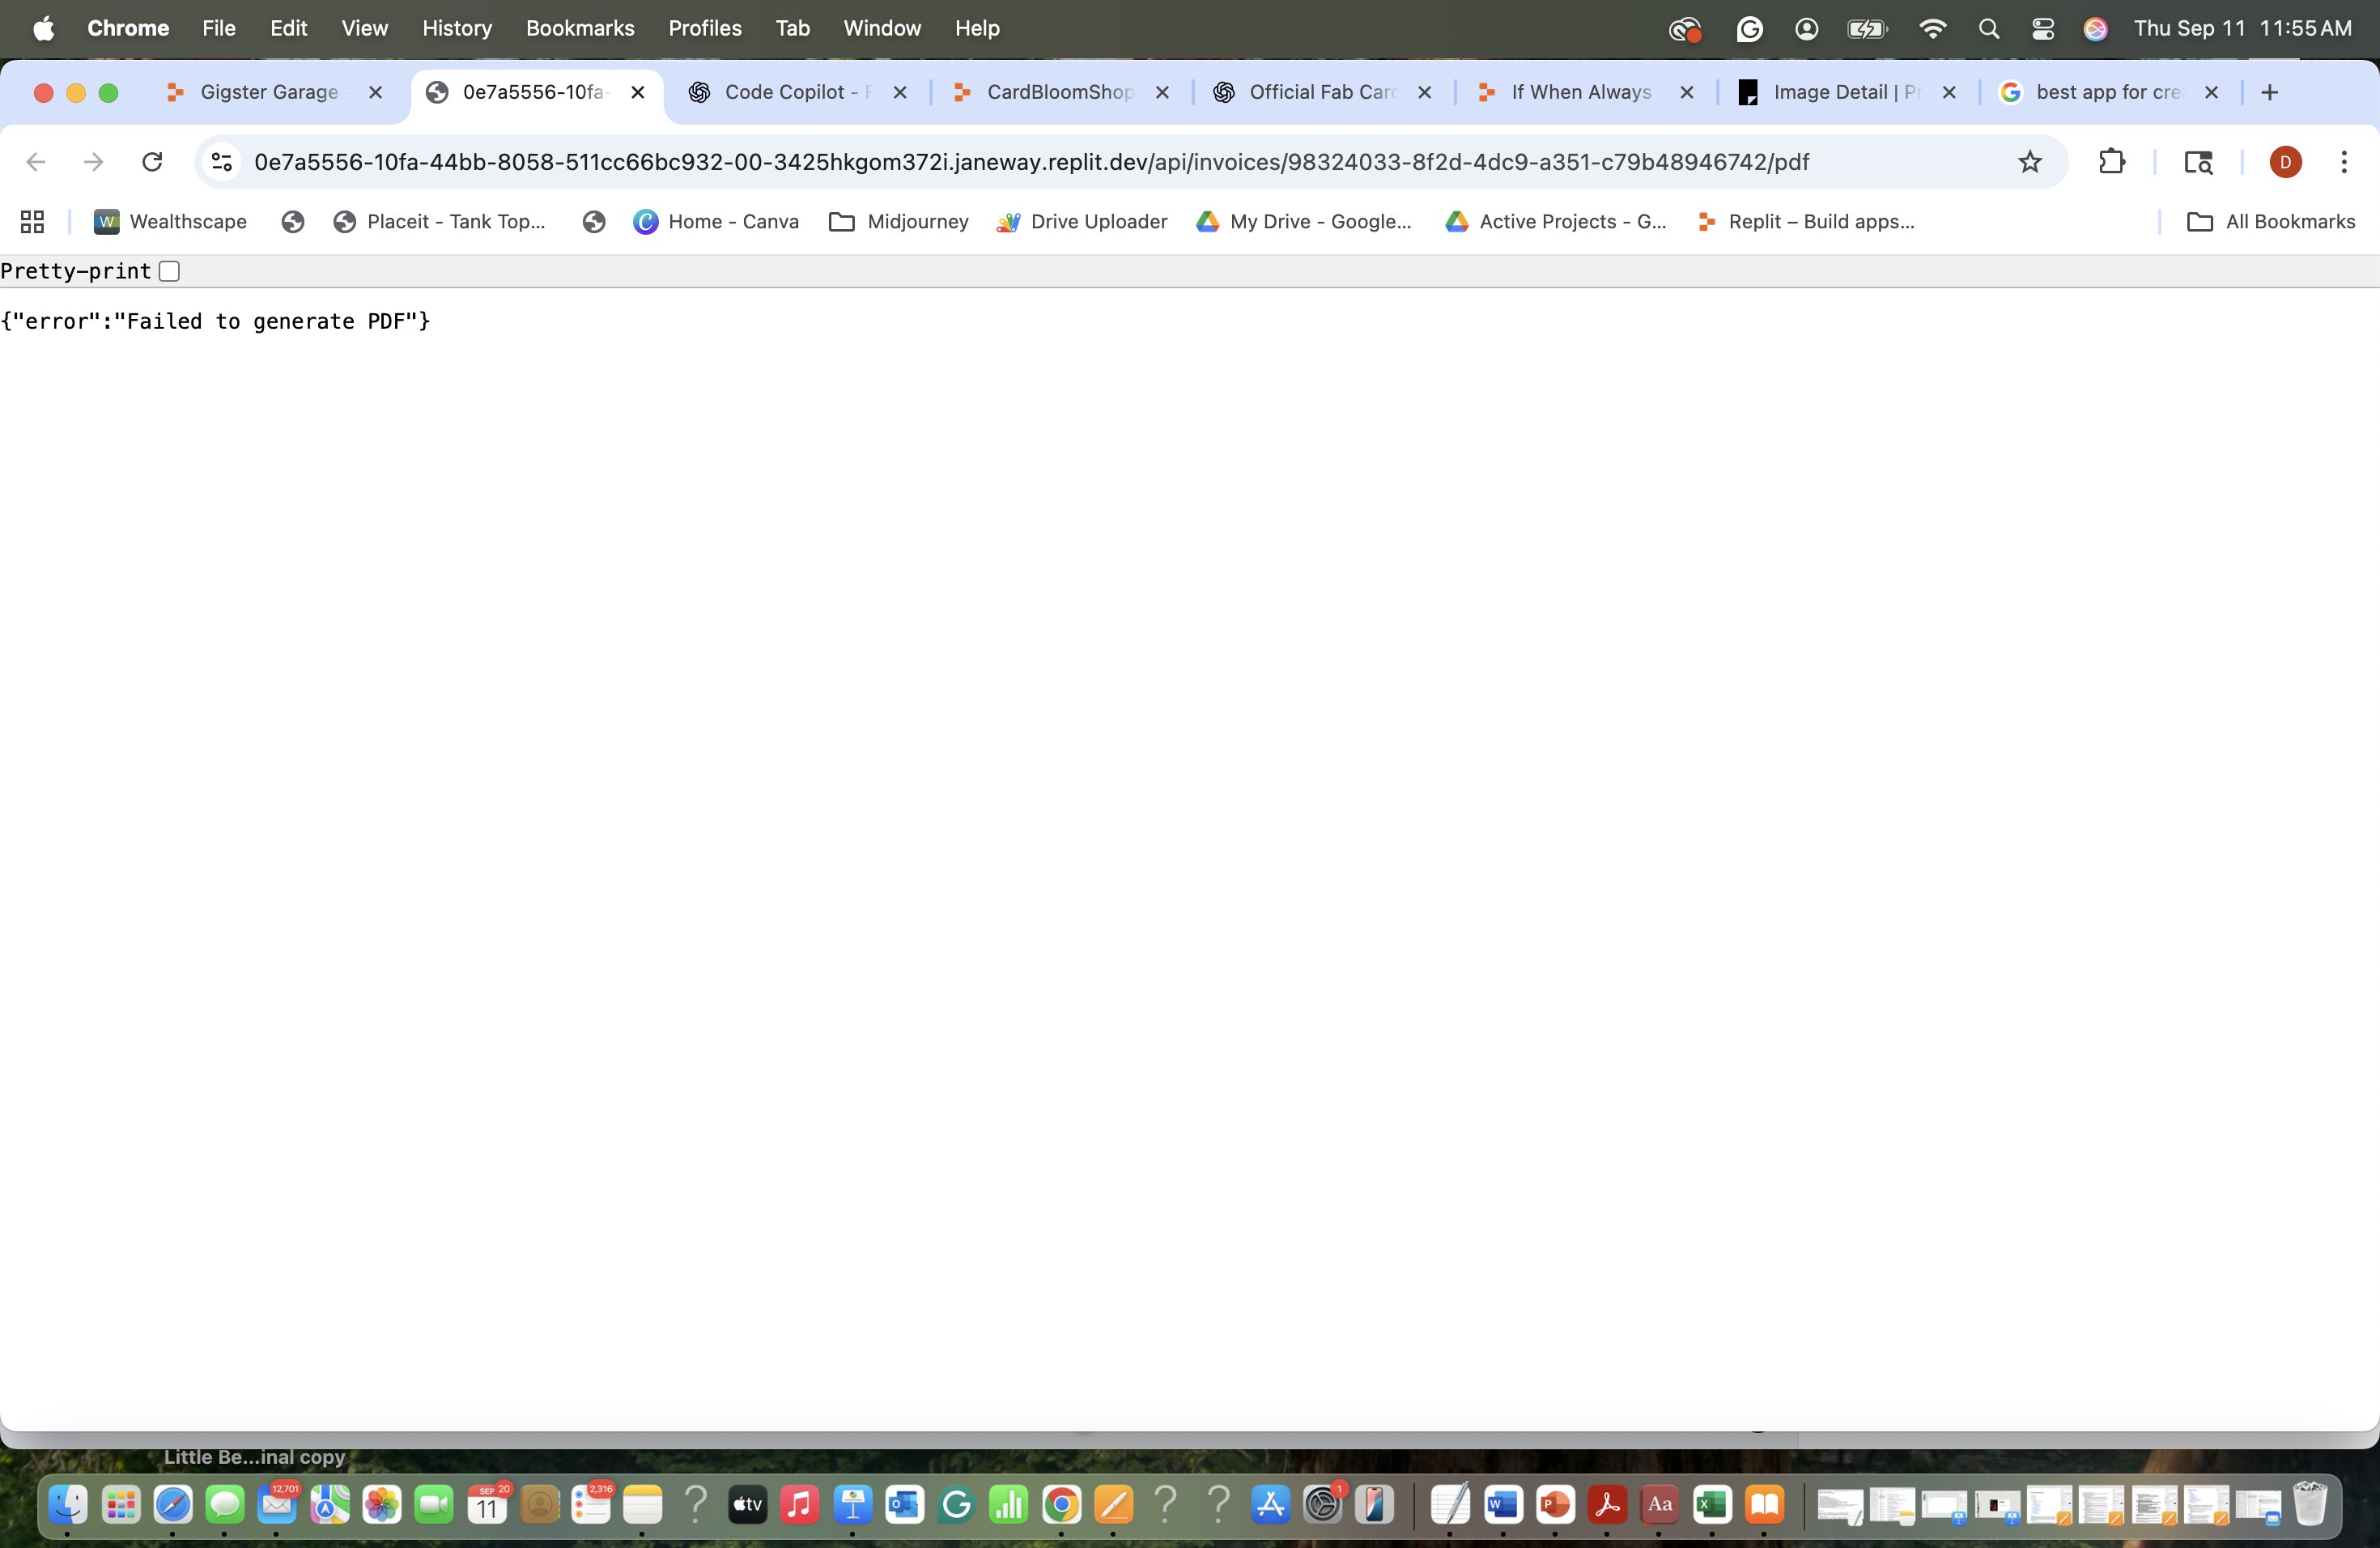 Chrome File Edit View History Bookmarks Profiles Tab Window Help Thu Sep 11 11:55 AM
Gigster Garage 0e7a5556-10fa- Code Copilot - CardBloomShop Official Fab Card If When Always Image Detail | best app for cre
0e7a5556-10fa-44bb-8058-511cc66bc932-00-3425hkgom372i.janeway.replit.dev/api/invoices/98324033-8f2d-4dc9-a351-c79b48946742/pdf D
W Wealthscape Placeit - Tank Top... Home - Canva Midjourney Drive Uploader My Drive - Google... Active Projects - G... Replit – Build apps... All Bookmarks
Pretty-print
{"error":"Failed to generate PDF"}
Little Be...inal copy
12,701 SEP 20 11 2,316 tv 1 Aa